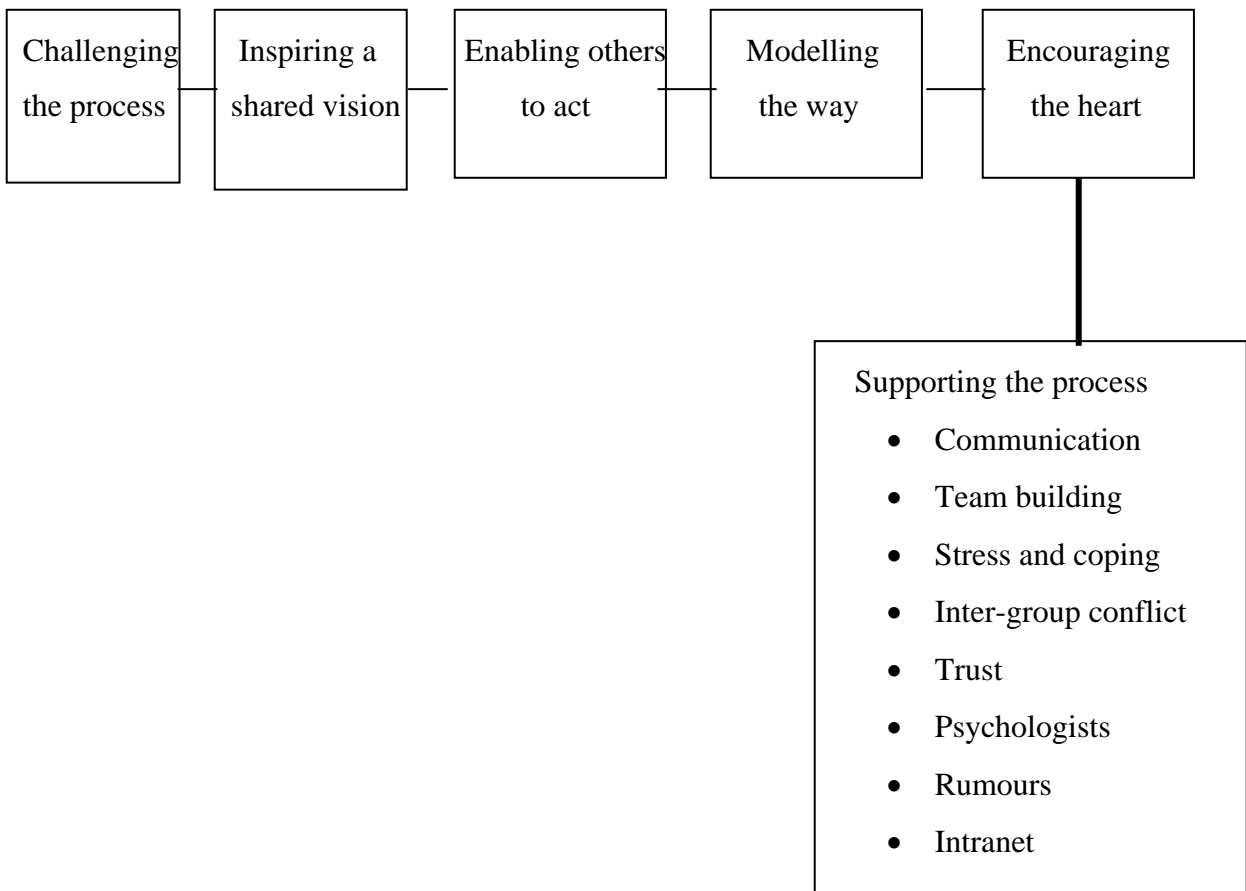 Challenging
the process
Inspiring a
shared vision
Enabling others
to act
Modelling
the way
Encouraging
the heart
Supporting the process
• Communication
• Team building
• Stress and coping
• Inter-group conflict
• Trust
• Psychologists
• Rumours
• Intranet